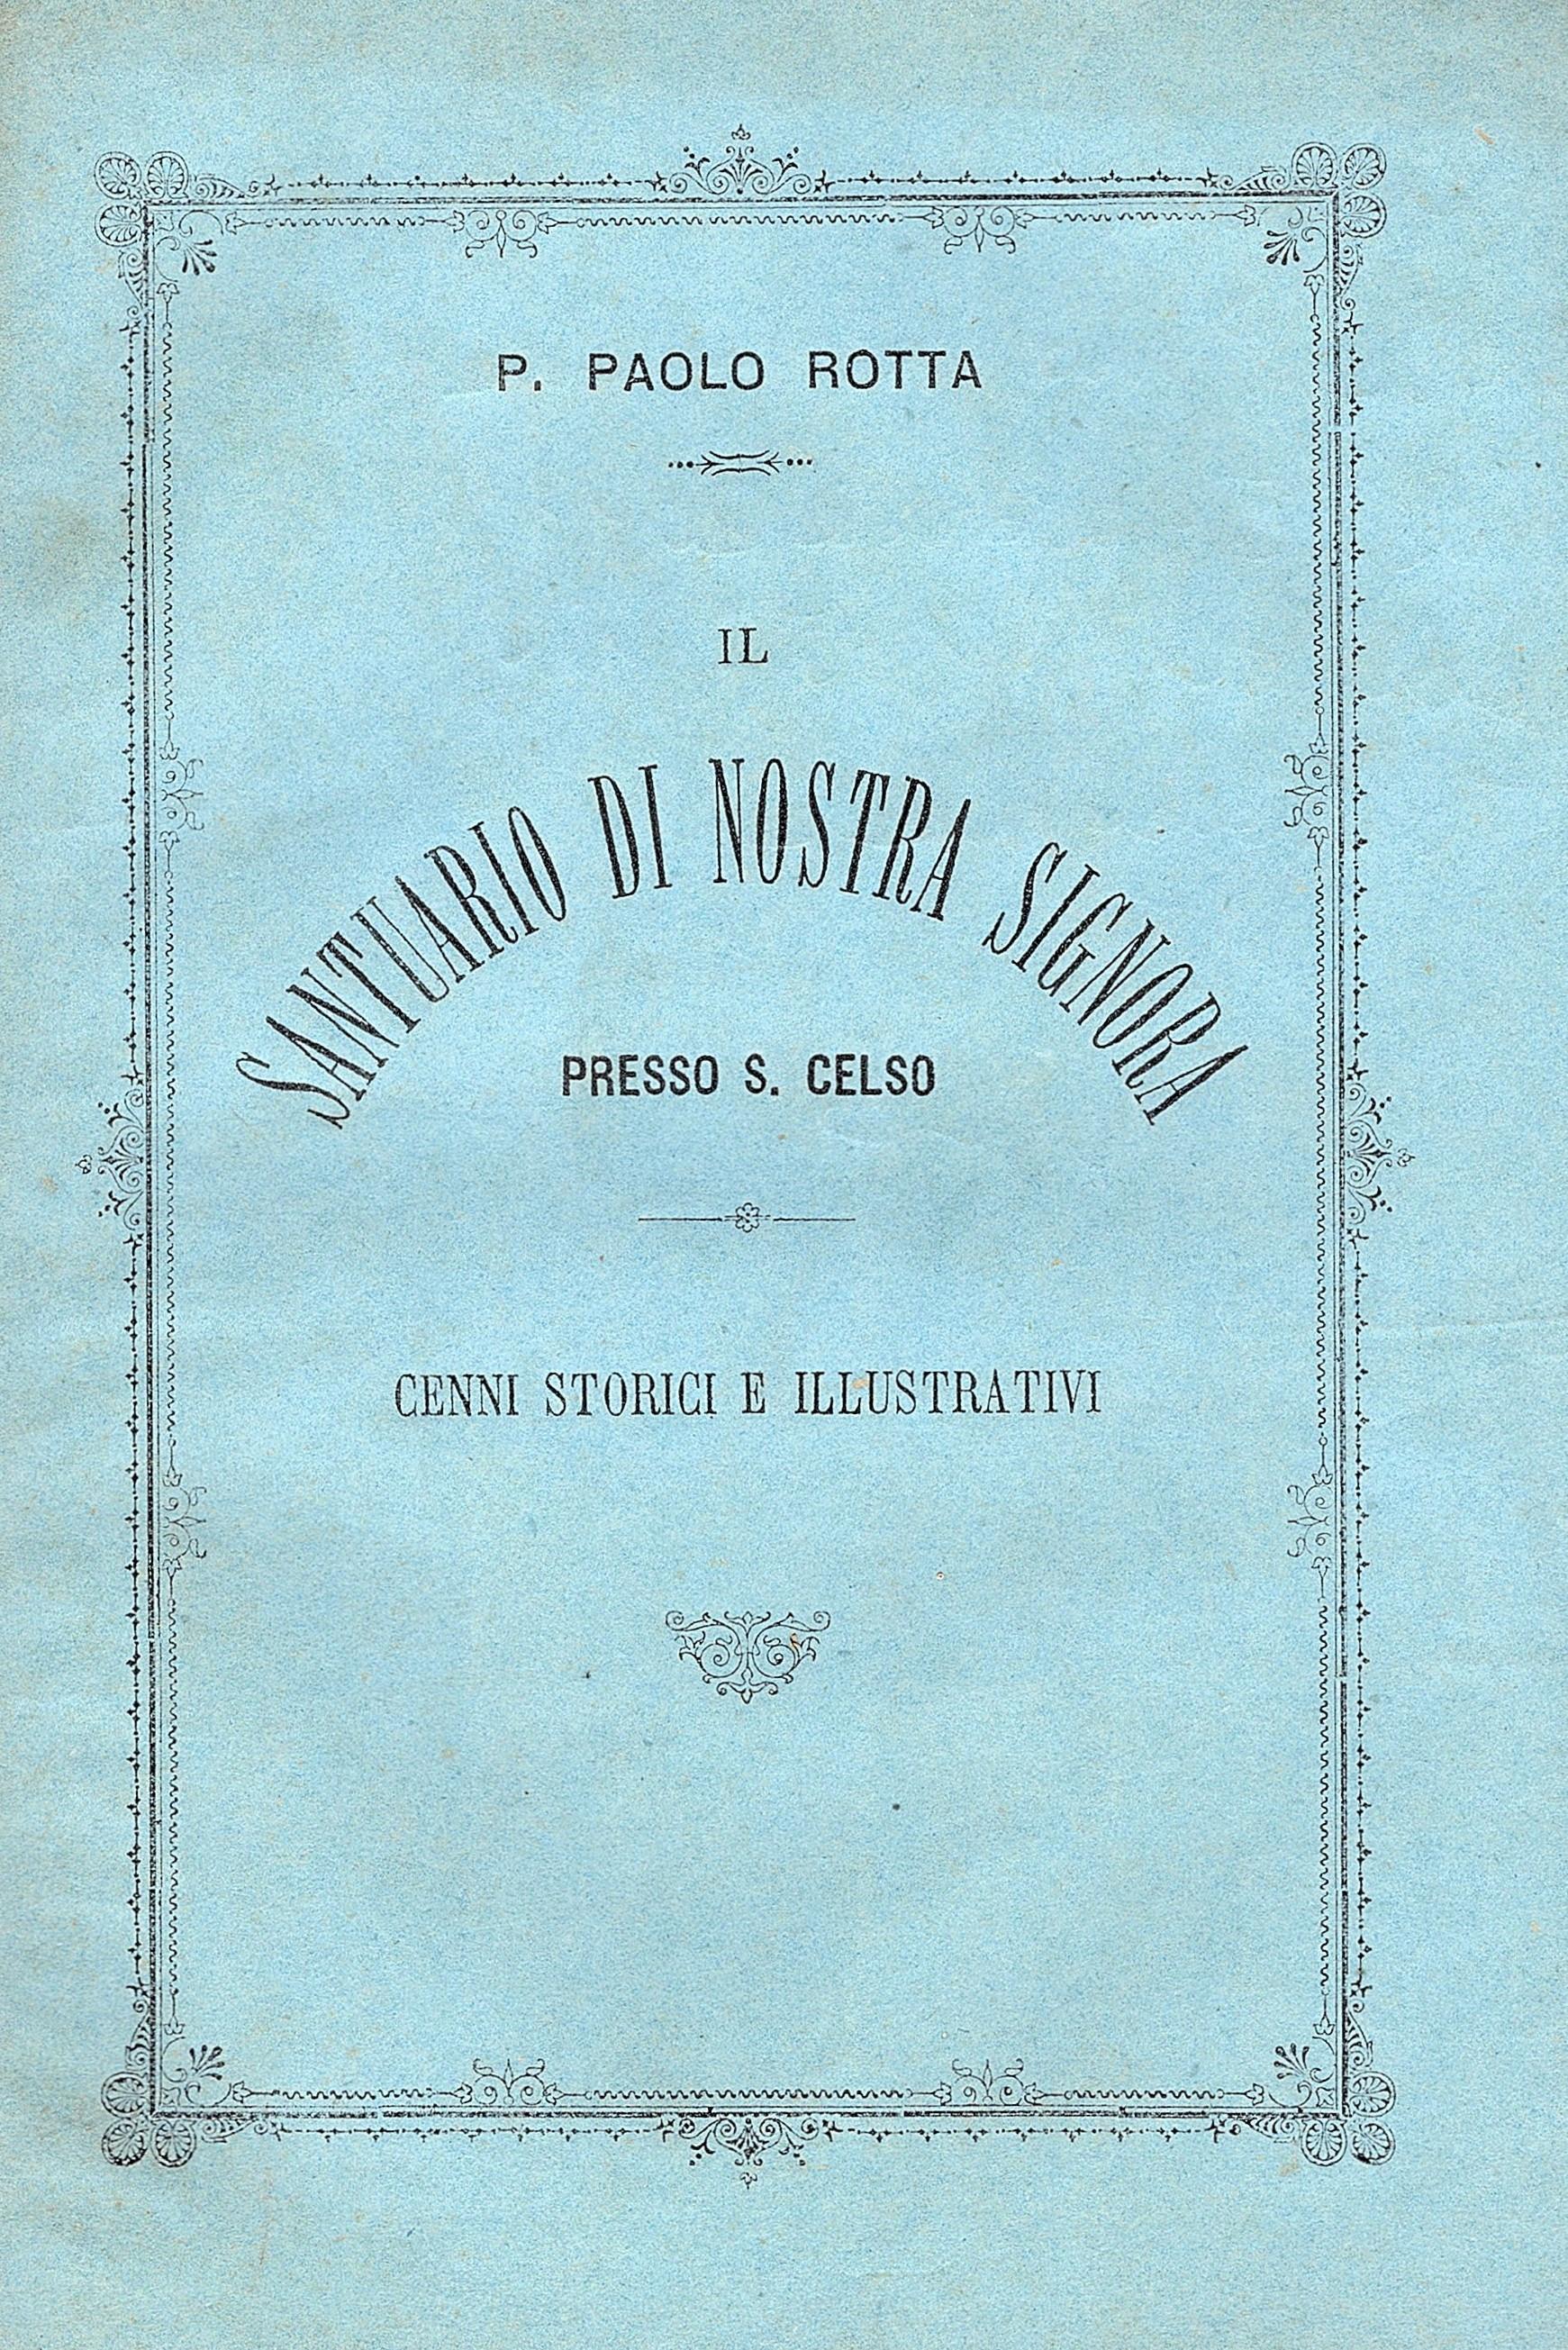 P. PAOLO ROTTA
IL
SANTUARIO DI NOSTRA SIGNORA
PRESSO S. CELSO
CENNI STORICI E ILLUSTRATIVI